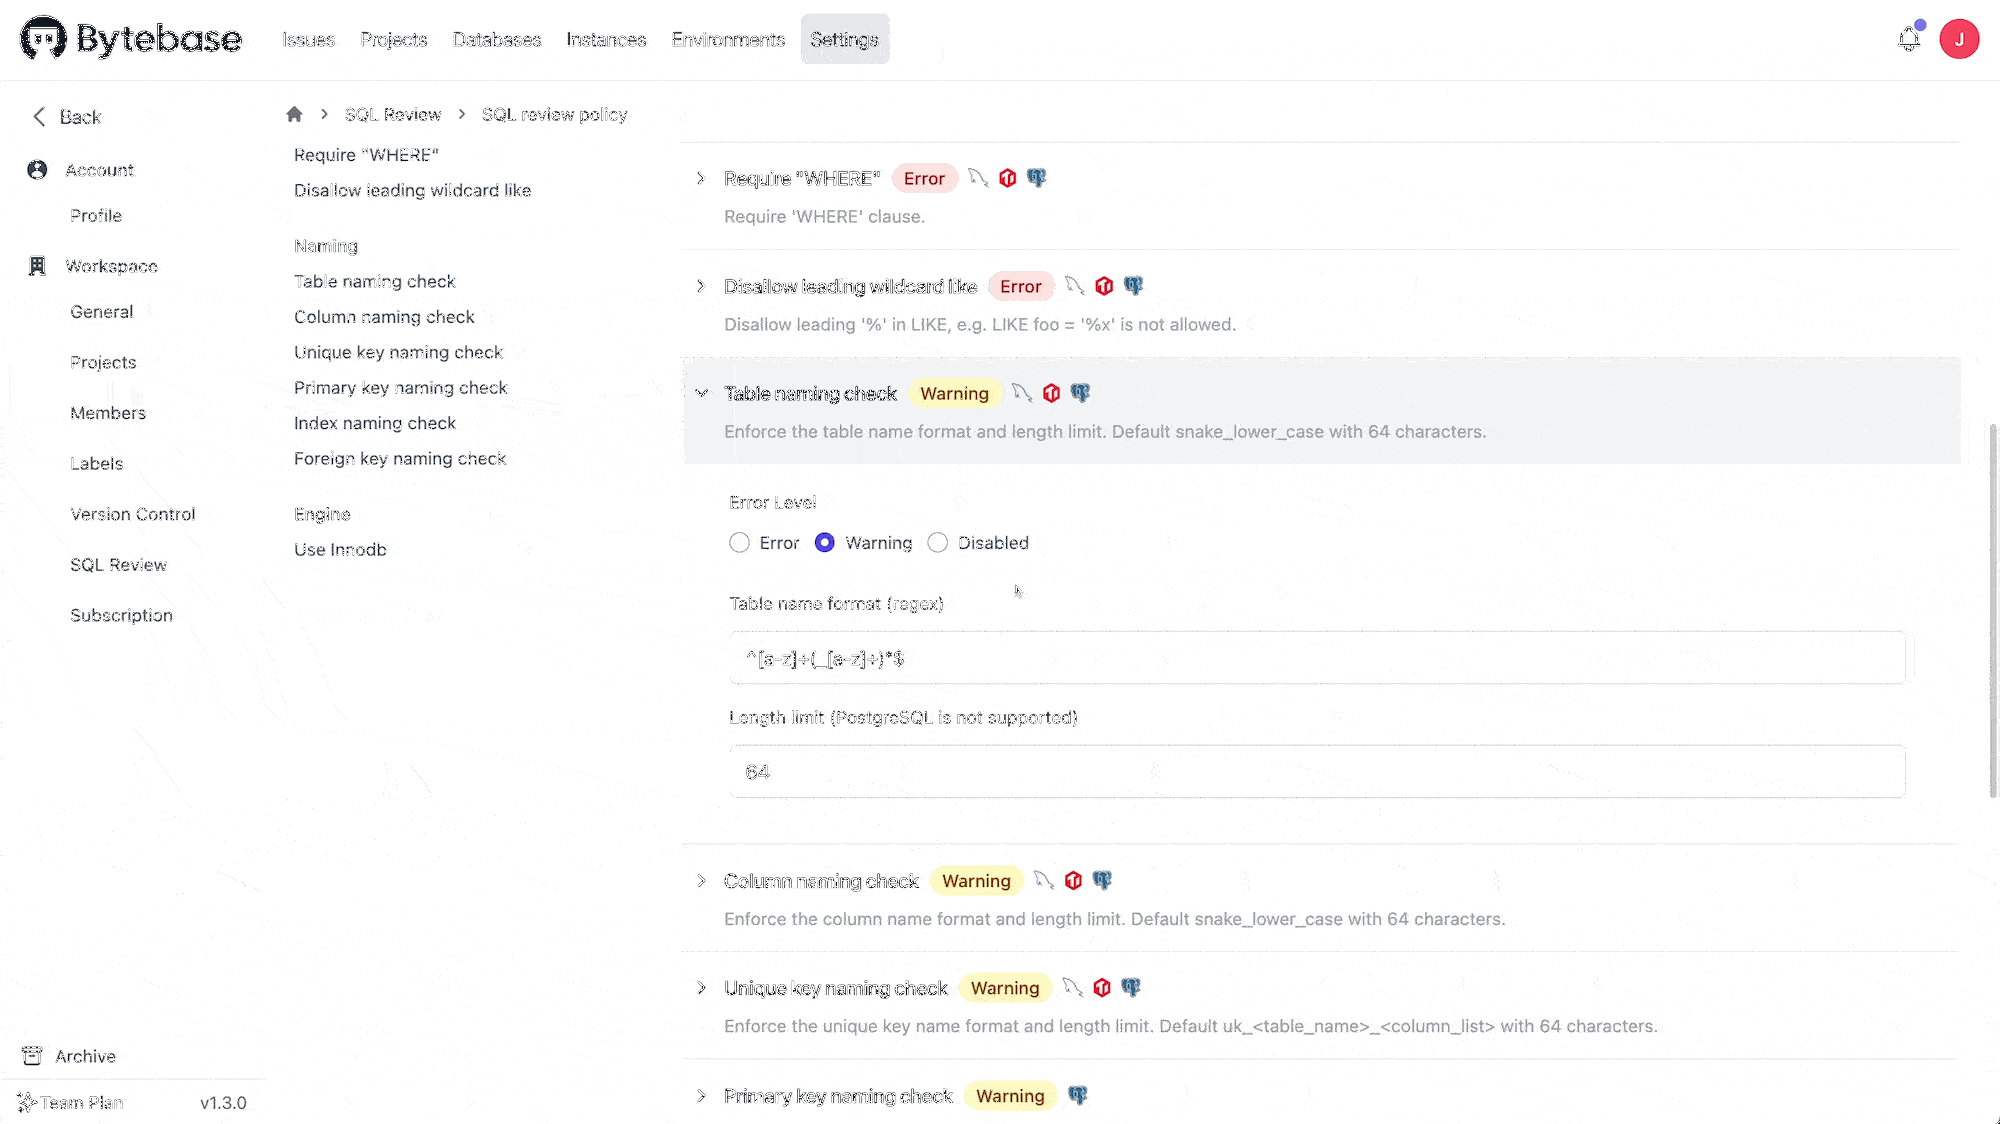 Bytebase Issues Projects Databases Instances Environments Settings J
Back
Account
Profile
Workspace
General
Projects
Members
Labels
Version Control
SQL Review
Subscription
Archive
Team Plan v1.3.0
SQL Review SQL review policy
Require "WHERE"
Disallow leading wildcard like
Naming
Table naming check
Column naming check
Unique key naming check
Primary key naming check
Index naming check
Foreign key naming check
Engine
Use Innodb
Require "WHERE" Error
Require 'WHERE' clause.
Disallow leading wildcard like Error
Disallow leading '%' in LIKE, e.g. LIKE foo = '%x' is not allowed.
Table naming check Warning
Enforce the table name format and length limit. Default snake_lower_case with 64 characters.
Error Level
Error Warning Disabled
Table name format (regex)
^[a-z]+(_[a-z]+)*$
Length limit (PostgreSQL is not supported)
64
Column naming check Warning
Enforce the column name format and length limit. Default snake_lower_case with 64 characters.
Unique key naming check Warning
Enforce the unique key name format and length limit. Default uk_<table_name>_<column_list> with 64 characters.
Primary key naming check Warning